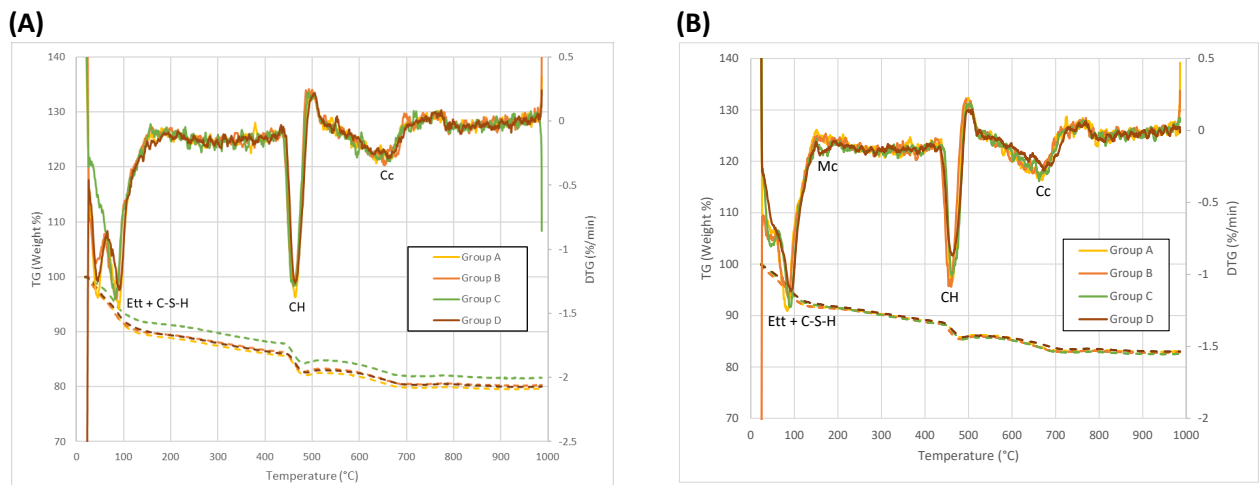 (A)
(B)
140
130
120
110
100
90
80
70
0.5
0
-0.5
-1
-1.5
-2
-2.5
TG (Weight %)
DTG (%/min)
Cc
Ett + C-S-H
CH
Group A
Group B
Group C
Group D
0 100 200 300 400 500 600 700 800 900 1000
Temperature (°C)
140
130
120
110
100
90
80
70
0.5
0
-0.5
-1
-1.5
-2
TG (Weight %)
DTG (%/min)
Mc
Cc
CH
Ett + C-S-H
Group A
Group B
Group C
Group D
0 100 200 300 400 500 600 700 800 900 1000
Temperature (°C)